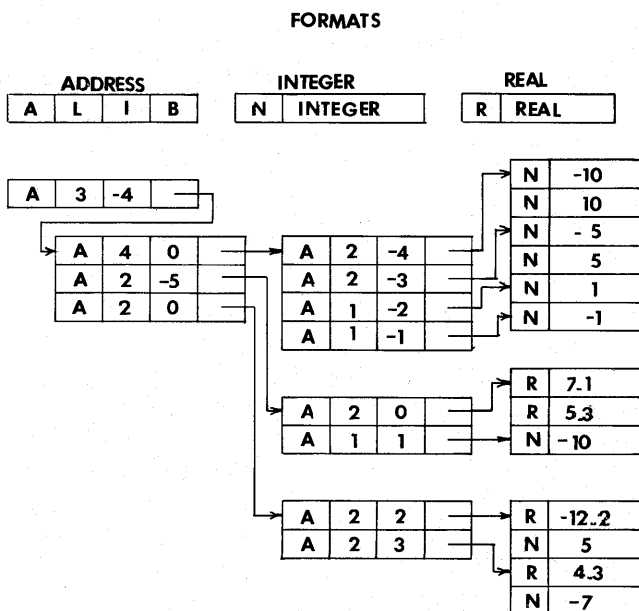 FORMATS
ADDRESS INTEGER REAL
A L I B N INTEGER R REAL
A 3 -4
A 4 0
A 2 -5
A 2 0
A 2 -4
A 2 -3
A 1 -2
A 1 -1
N -10
N 10
N -5
N 5
N 1
N -1
A 2 0
A 1 1
R 7.1
R 5.3
N -10
A 2 2
A 2 3
R -12.2
N 5
R 4.3
N -7